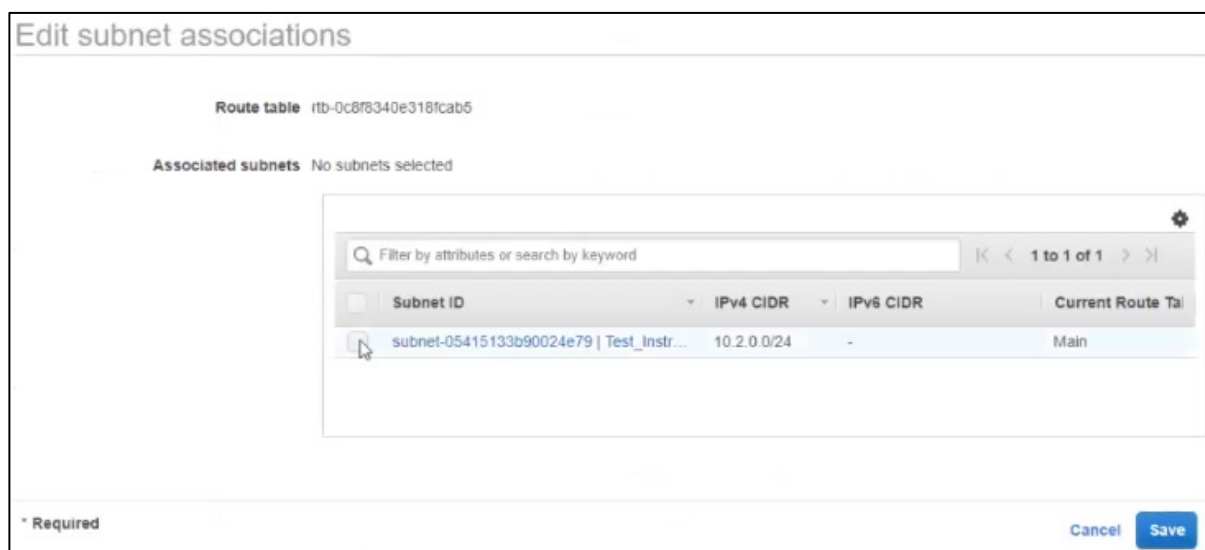 Edit subnet associations
Route table rtb-0c8f8340e318fcab5
Associated subnets No subnets selected
Filter by attributes or search by keyword 1 to 1 of 1
Subnet ID IPv4 CIDR IPv6 CIDR Current Route Ta
subnet-05415133b90024e79 | Test_Instr... 10.2.0.0/24 - Main
* Required Cancel Save